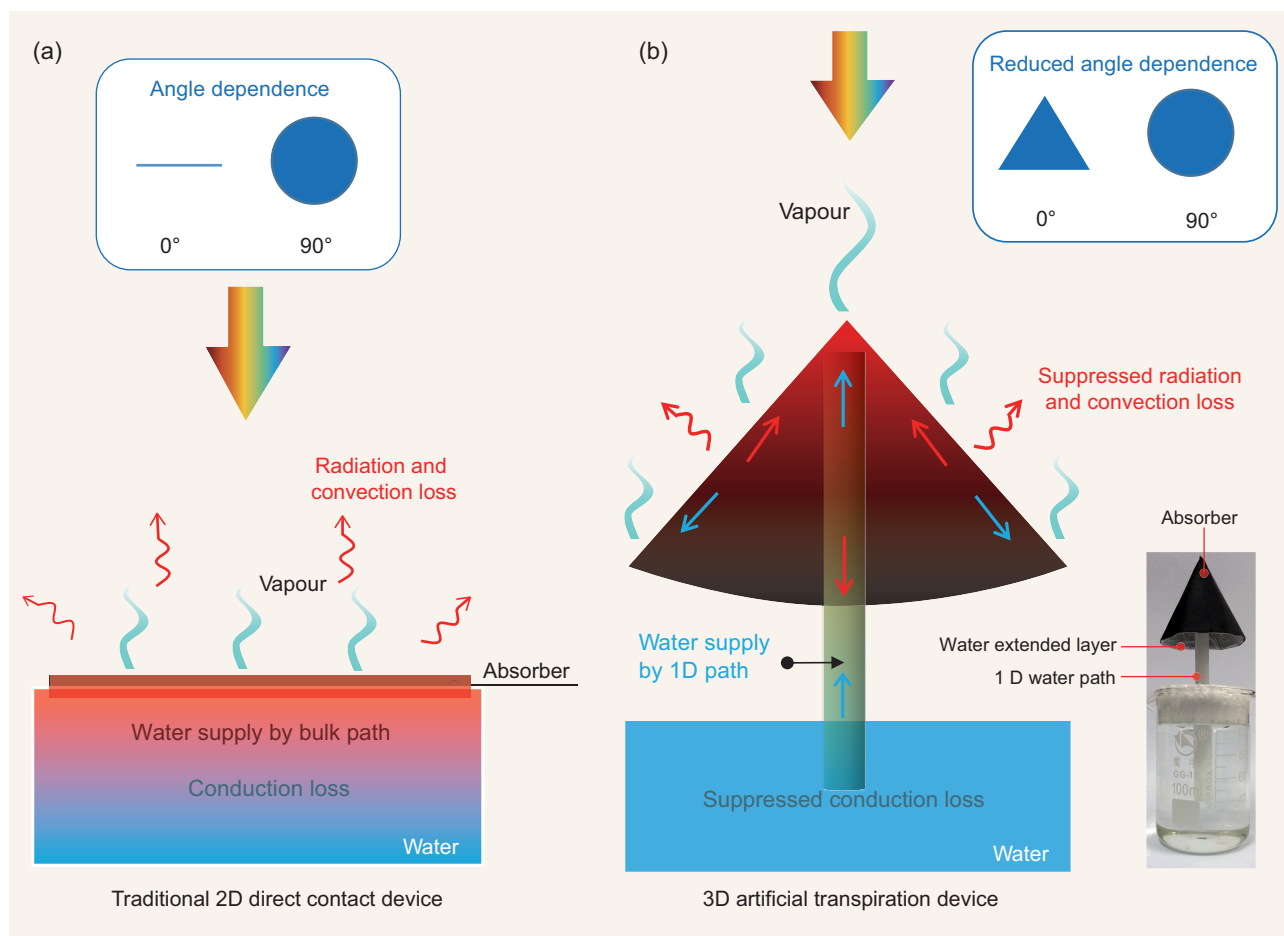 (a)
Angle dependence
0°
90°
Radiation and
convection loss
Vapour
Absorber
Water supply by bulk path
Conduction loss
Water
Traditional 2D direct contact device
(b)
Reduced angle dependence
0°
90°
Vapour
Suppressed radiation
and convection loss
Water supply
by 1D path
Suppressed conduction loss
Water
3D artificial transpiration device
Absorber
Water extended layer
1 D water path
100ml